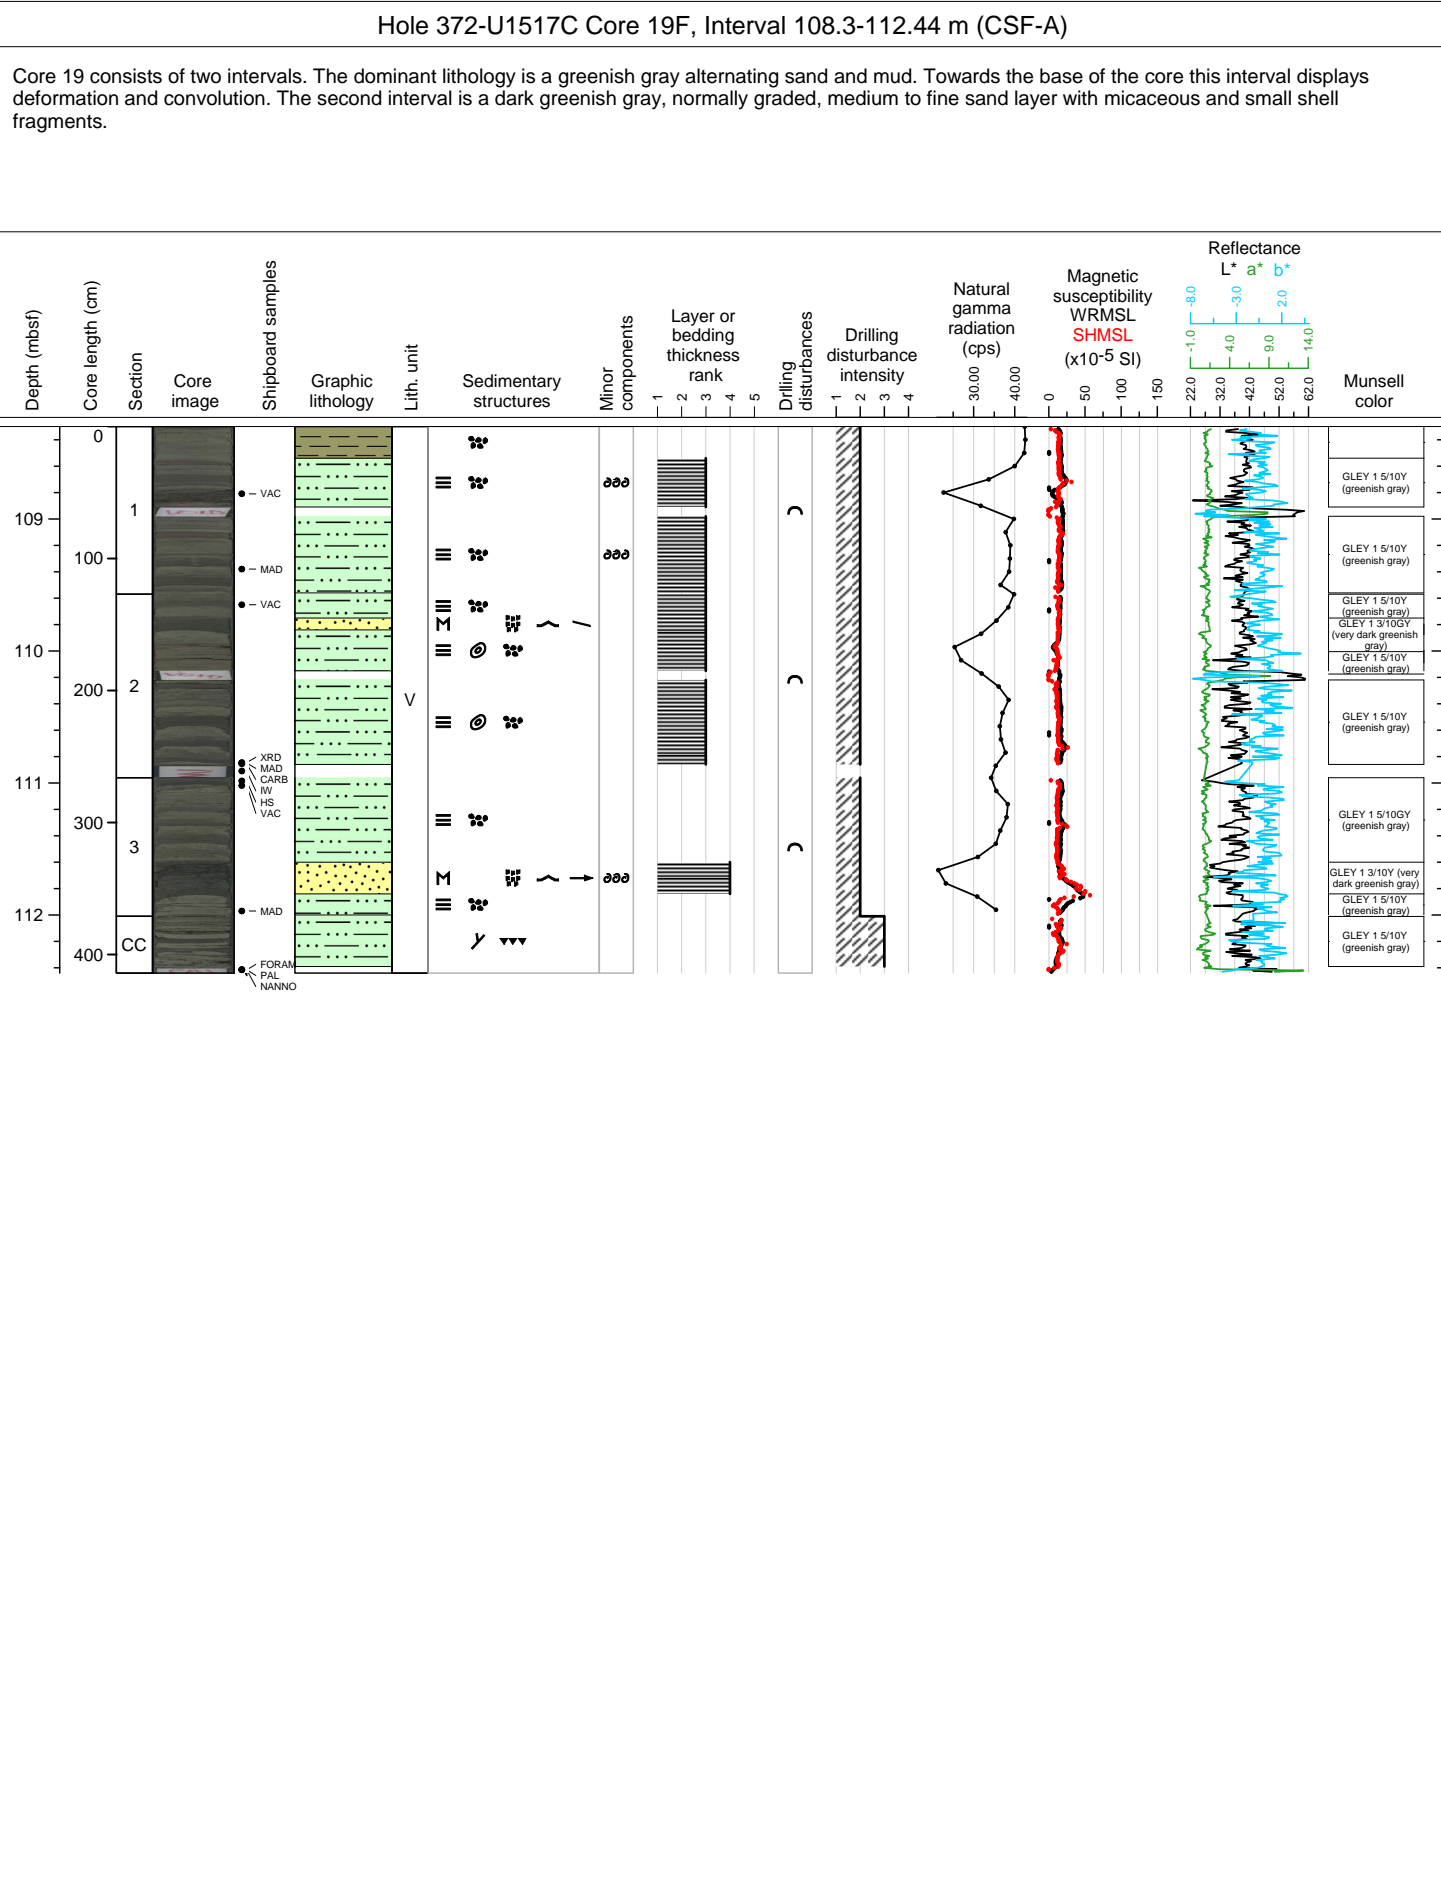 Hole 372-U1517C Core 19F, Interval 108.3-112.44 m (CSF-A)
Core 19 consists of two intervals. The dominant lithology is a greenish gray alternating sand and mud. Towards the base of the core this interval displays
deformation and convolution. The second interval is a dark greenish gray, normally graded, medium to fine sand layer with micaceous and small shell
fragments.
Depth (mbsf)
Core length (cm)
Section
Core
image
Shipboard samples
Graphic
lithology
Lith. unit
Sedimentary
structures
Minor
components
Layer or
bedding
thickness
rank
1 2 3 4 5
Drilling
disturbances
Drilling
disturbance
intensity
1 2 3 4
Natural
gamma
radiation
(cps)
30.00 40.00
Magnetic
susceptibility
WRMSL
SHMSL
(x10-5 SI)
0 50 100 150
Reflectance
L* a* b*
-8.0 -3.0 2.0
-1.0 4.0 9.0 14.0
22.0 32.0 42.0 52.0 62.0
Munsell
color
109
110
111
112
0
100
200
300
400
1
2
3
CC
VAC
MAD
VAC
XRD
MAD
CARB
IW
HS
VAC
MAD
FORAM
PAL
NANNO
V
GLEY 1 5/10Y
(greenish gray)
GLEY 1 5/10Y
(greenish gray)
GLEY 1 5/10Y
(greenish gray)
GLEY 1 3/10GY
(very dark greenish
gray)
GLEY 1 5/10Y
(greenish gray)
GLEY 1 5/10Y
(greenish gray)
GLEY 1 5/10GY
(greenish gray)
GLEY 1 3/10Y (very
dark greenish gray)
GLEY 1 5/10Y
(greenish gray)
GLEY 1 5/10Y
(greenish gray)